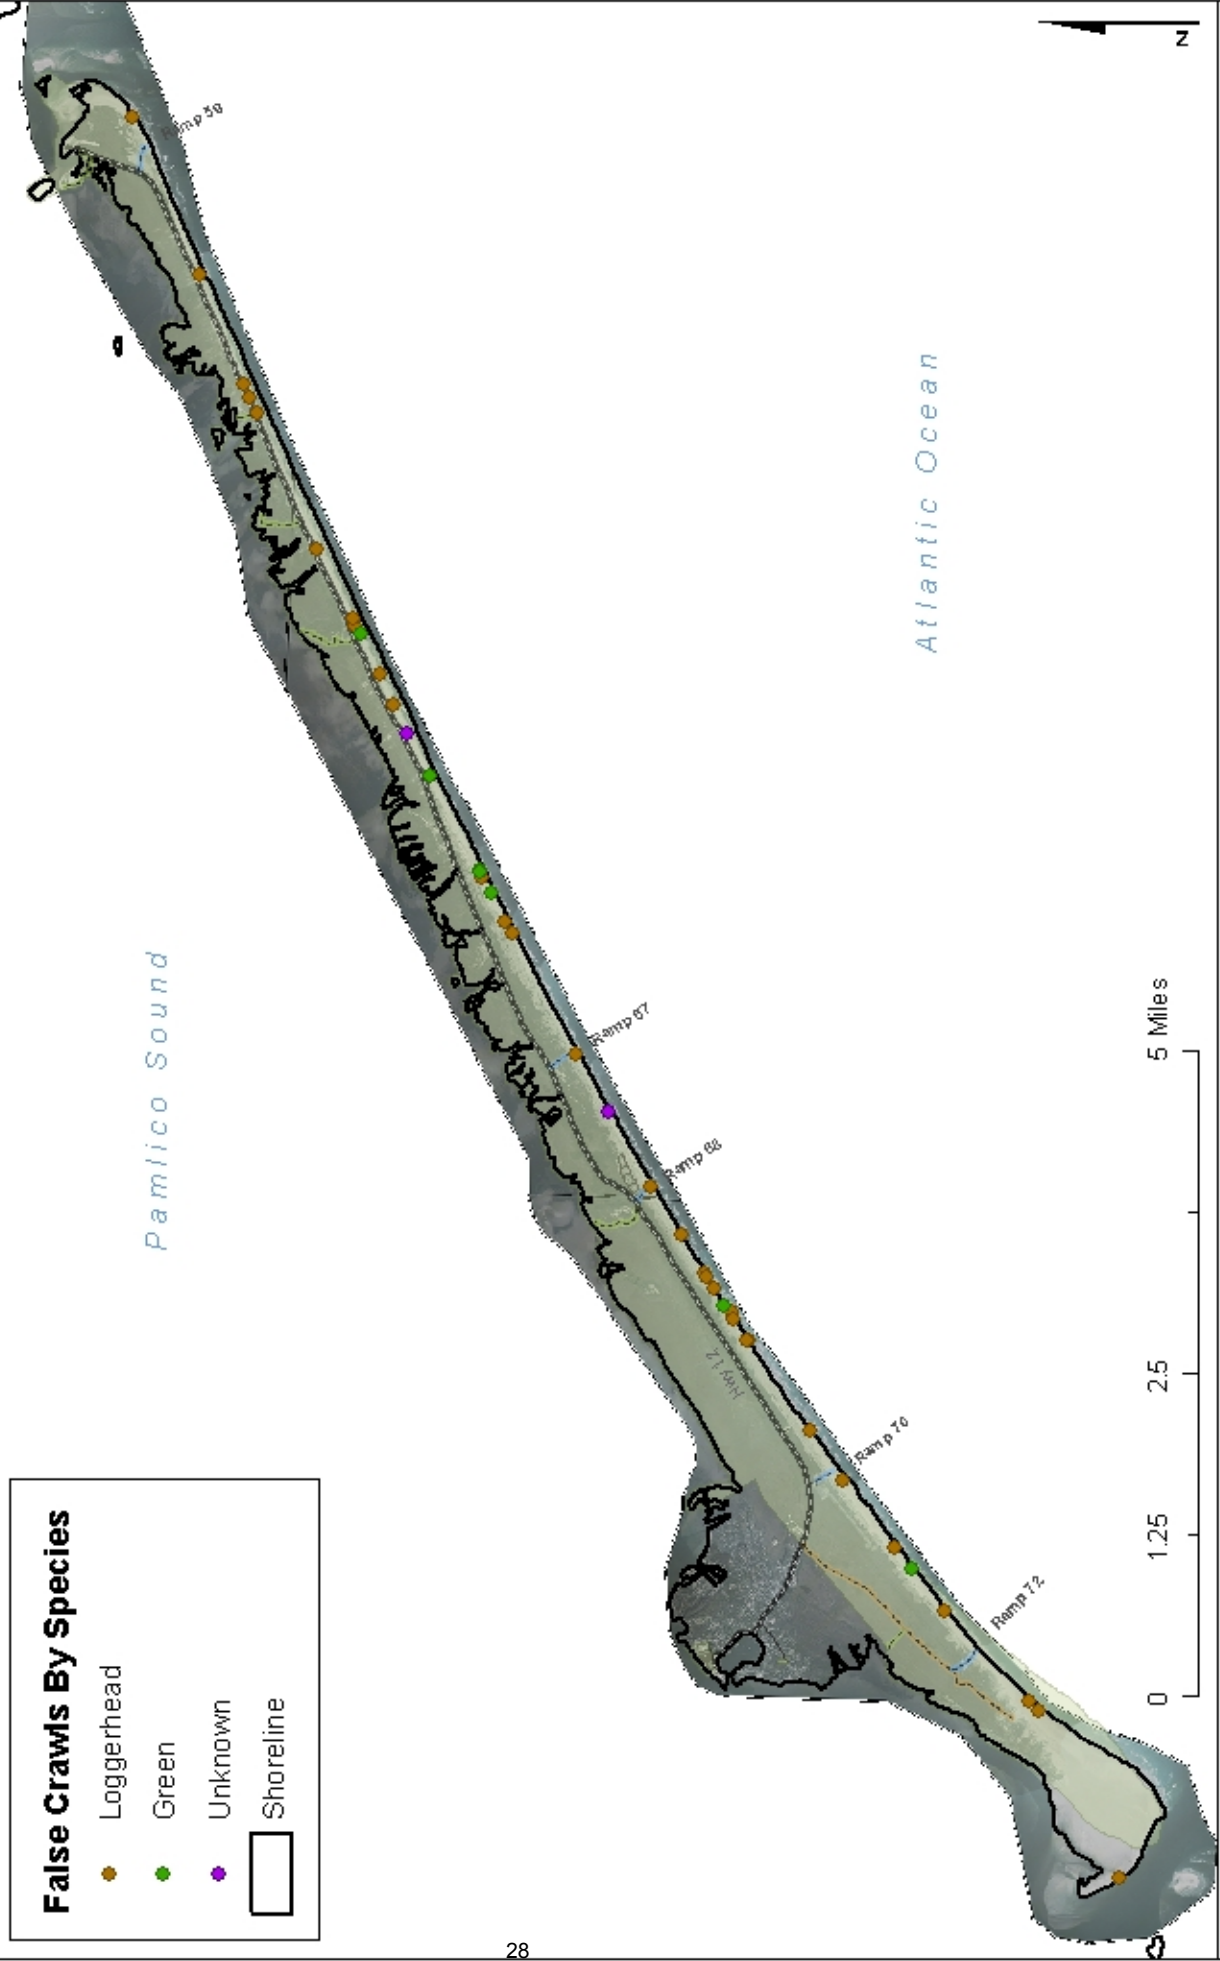 False Crawls By Species
Loggerhead
Green
Unknown
Shoreline
Pamlico Sound
Atlantic Ocean
Ramp 72
Ramp 70
Hwy 12
Ramp 68
Ramp 67
Ramp 59
0
1.25
2.5
5 Miles
N
28